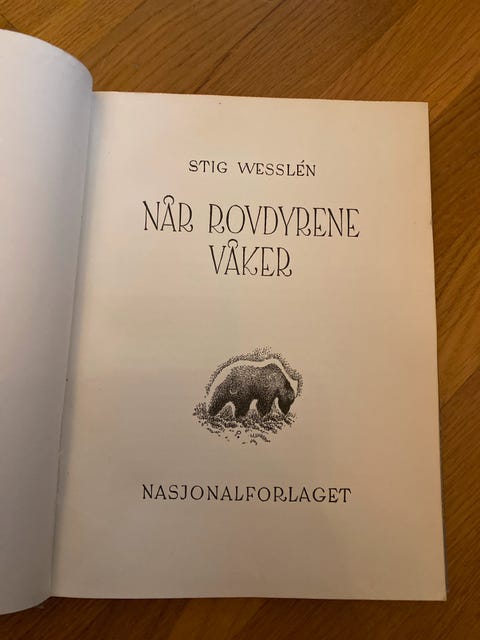 STIG WESSLÉN
NÅR ROVDYRENE
VÅKER
NASJONALFORLAGET